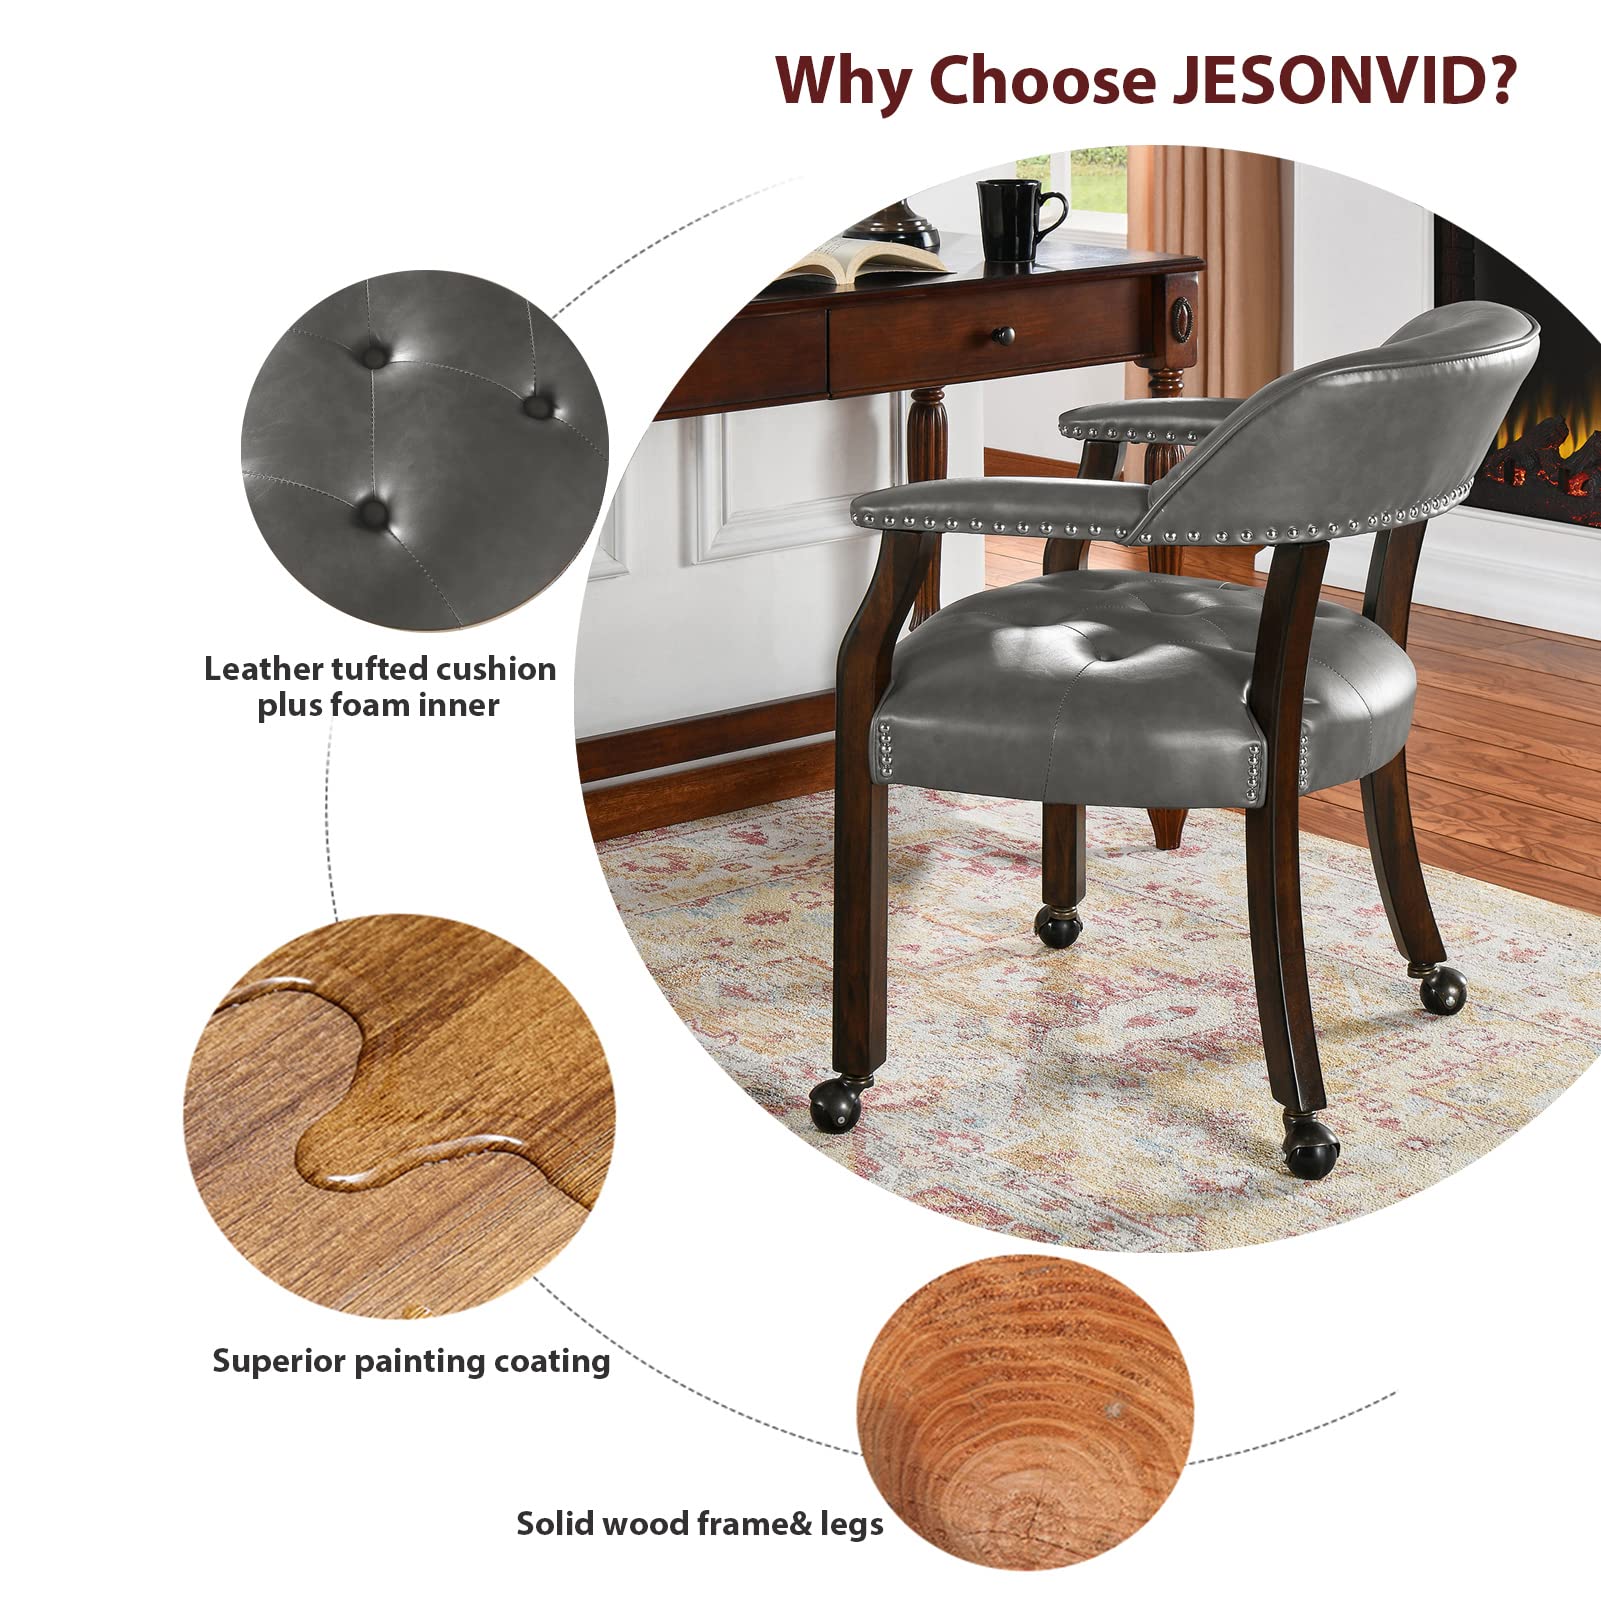 Why Choose JESONVID?
Leather tufted cushion
plus foam inner
Superior painting coating
Solid wood frame& legs